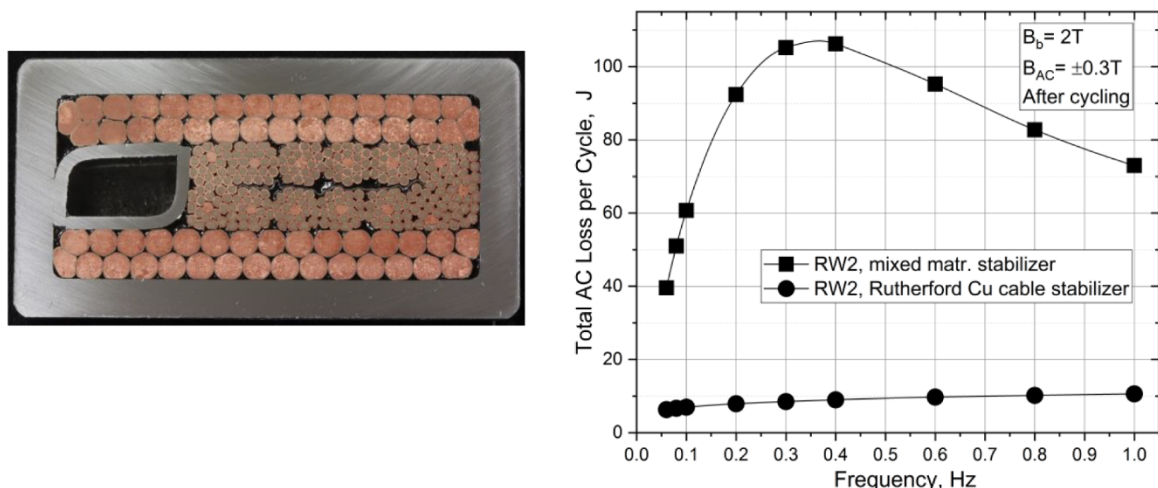 Total AC Loss per Cycle, J
100
80
60
40
20
0
B_b= 2T
B_AC= ±0.3T
After cycling
RW2, mixed matr. stabilizer
RW2, Rutherford Cu cable stabilizer
0.0 0.1 0.2 0.3 0.4 0.5 0.6 0.7 0.8 0.9 1.0
Frequency, Hz